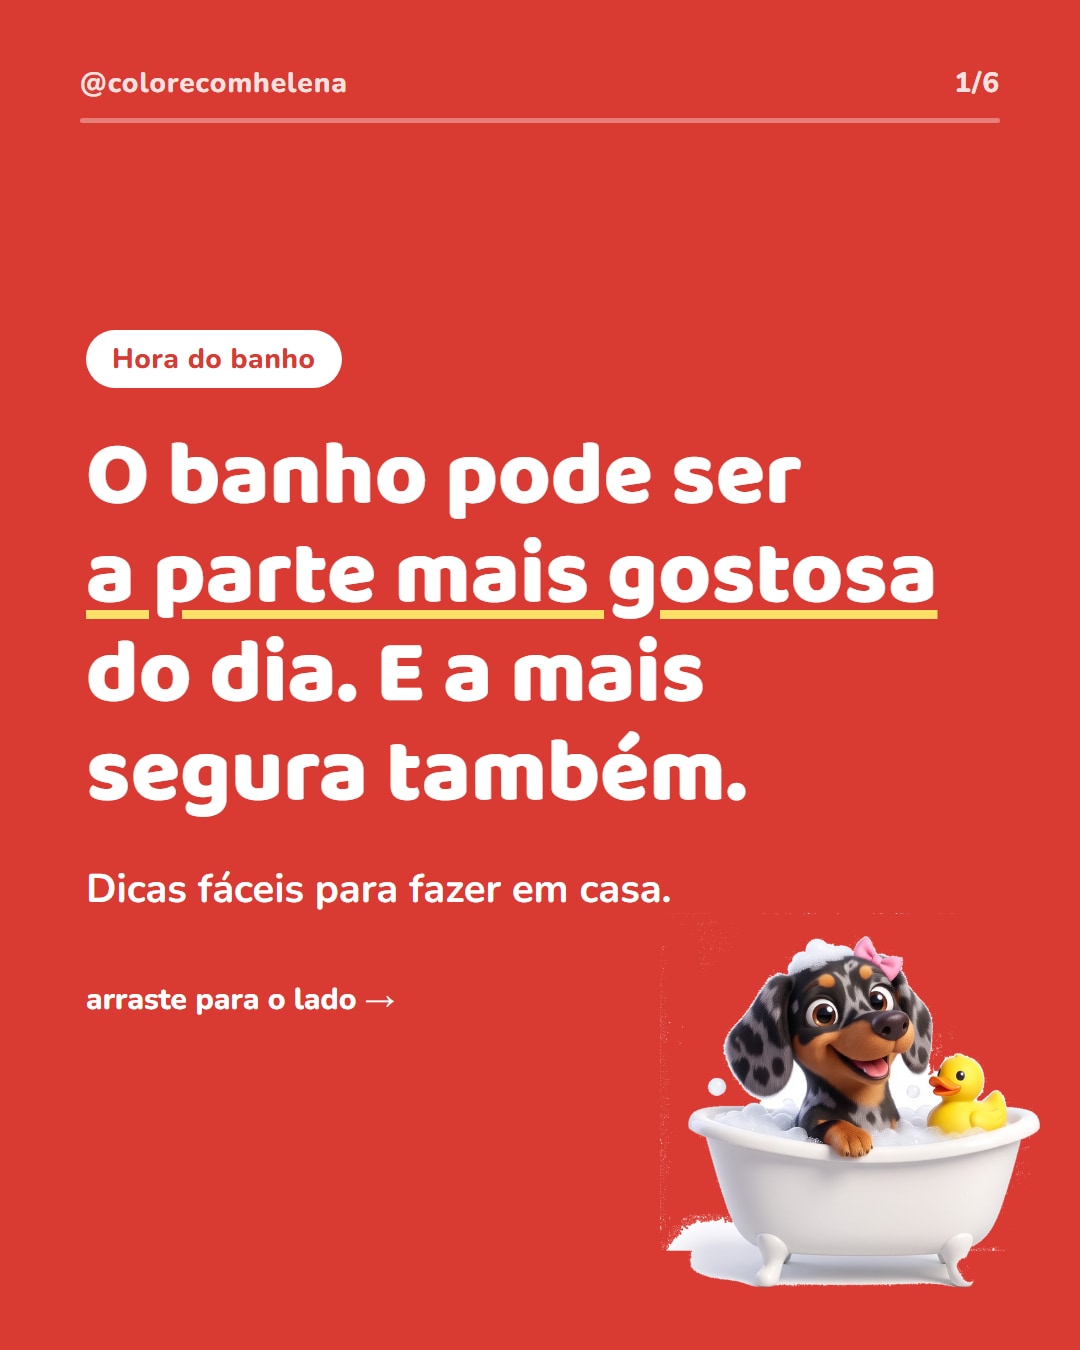 @colorecomhelena
1/6
Hora do banho
O banho pode ser
a parte mais gostosa
do dia. E a mais
segura também.
Dicas fáceis para fazer em casa.
arraste para o lado →